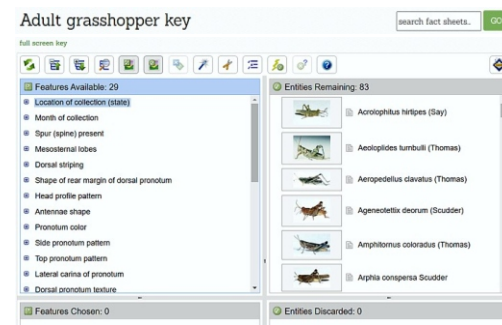 Adult grasshopper key
search fact sheets..
GO
full screen key
Features Available: 29
Location of collection (state)
Month of collection
Spur (spine) present
Mesosternal lobes
Dorsal striping
Shape of rear margin of dorsal pronotum
Head profile pattern
Antennae shape
Pronotum color
Side pronotum pattern
Top pronotum pattern
Lateral carina of pronotum
Dorsal pronotum texture
Entities Remaining: 83
Acrolophitus hirtipes (Say)
Aeoloplides turnbulli (Thomas)
Aeropedellus clavatus (Thomas)
Ageneotettix deorum (Scudder)
Amphitornus coloradus (Thomas)
Arphia conspersa Scudder
Features Chosen: 0
Entities Discarded: 0